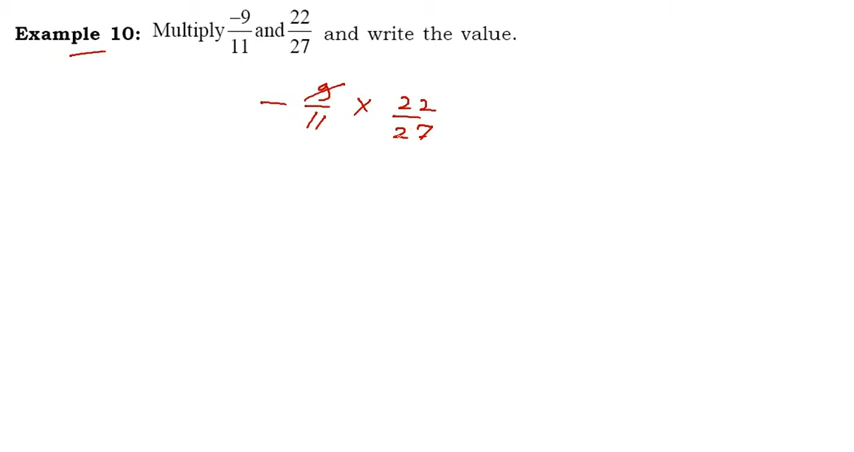 Example 10: Multiply -9/11 and 22/27 and write the value.
- 9/11 × 22/27